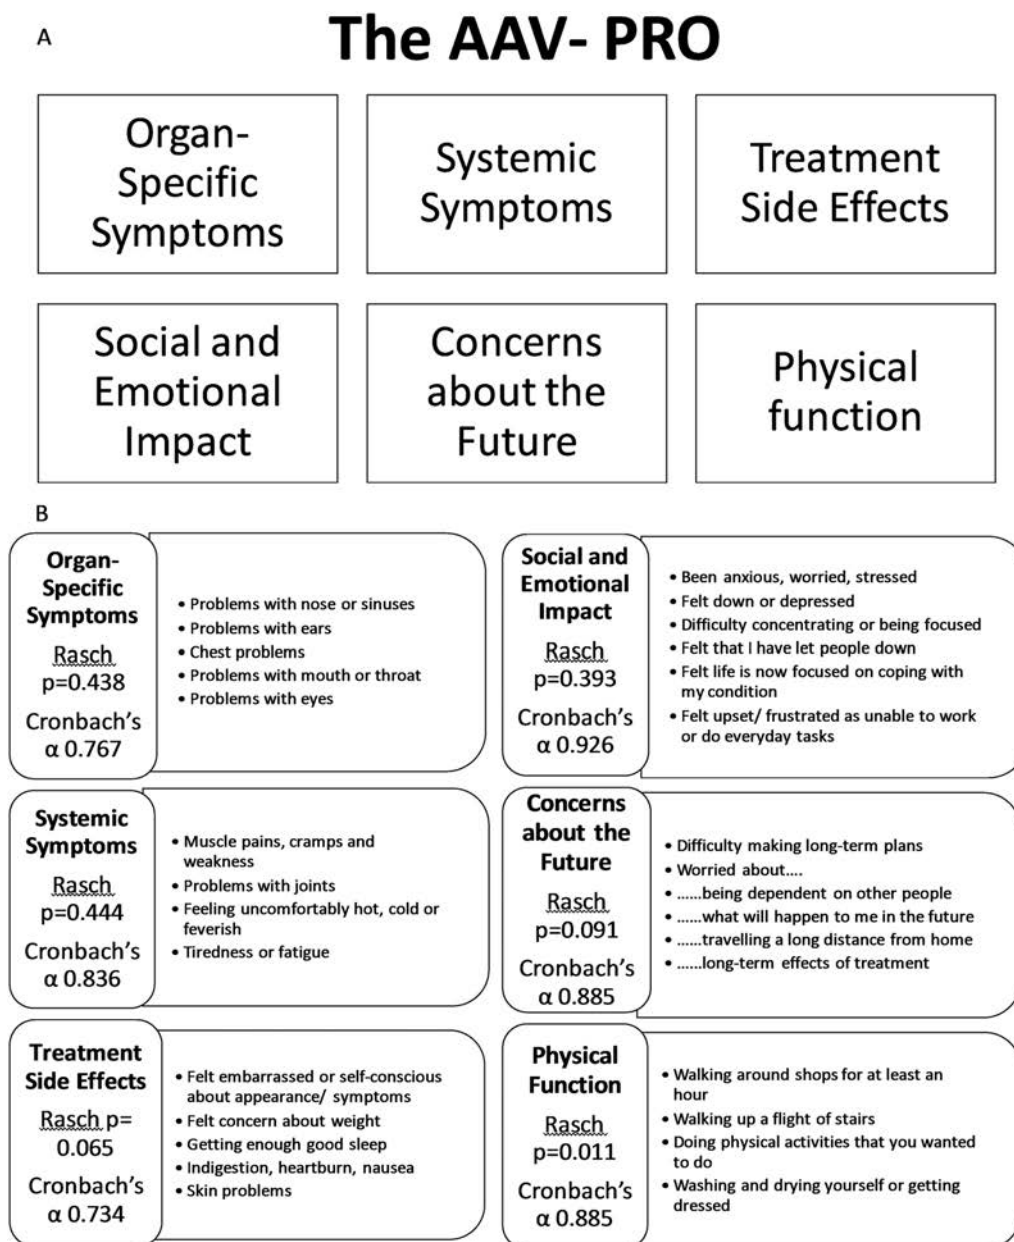 A
The AAV- PRO
Organ-
Specific
Symptoms
Systemic
Symptoms
Treatment
Side Effects
Social and
Emotional
Impact
Concerns
about the
Future
Physical
function
B
Organ-
Specific
Symptoms
Rasch
p=0.438
Cronbach's
α 0.767
• Problems with nose or sinuses
• Problems with ears
• Chest problems
• Problems with mouth or throat
• Problems with eyes
Social and
Emotional
Impact
Rasch
p=0.393
Cronbach's
α 0.926
• Been anxious, worried, stressed
• Felt down or depressed
• Difficulty concentrating or being focused
• Felt that I have let people down
• Felt life is now focused on coping with
my condition
• Felt upset/ frustrated as unable to work
or do everyday tasks
Systemic
Symptoms
Rasch
p=0.444
Cronbach's
α 0.836
• Muscle pains, cramps and
weakness
• Problems with joints
• Feeling uncomfortably hot, cold or
feverish
• Tiredness or fatigue
Concerns
about the
Future
Rasch
p=0.091
Cronbach's
α 0.885
• Difficulty making long-term plans
• Worried about....
• ......being dependent on other people
• ......what will happen to me in the future
• ......travelling a long distance from home
• ......long-term effects of treatment
Treatment
Side Effects
Rasch p=
0.065
Cronbach's
α 0.734
• Felt embarrassed or self-conscious
about appearance/ symptoms
• Felt concern about weight
• Getting enough good sleep
• Indigestion, heartburn, nausea
• Skin problems
Physical
Function
Rasch
p=0.011
Cronbach's
α 0.885
• Walking around shops for at least an
hour
• Walking up a flight of stairs
• Doing physical activities that you wanted
to do
• Washing and drying yourself or getting
dressed